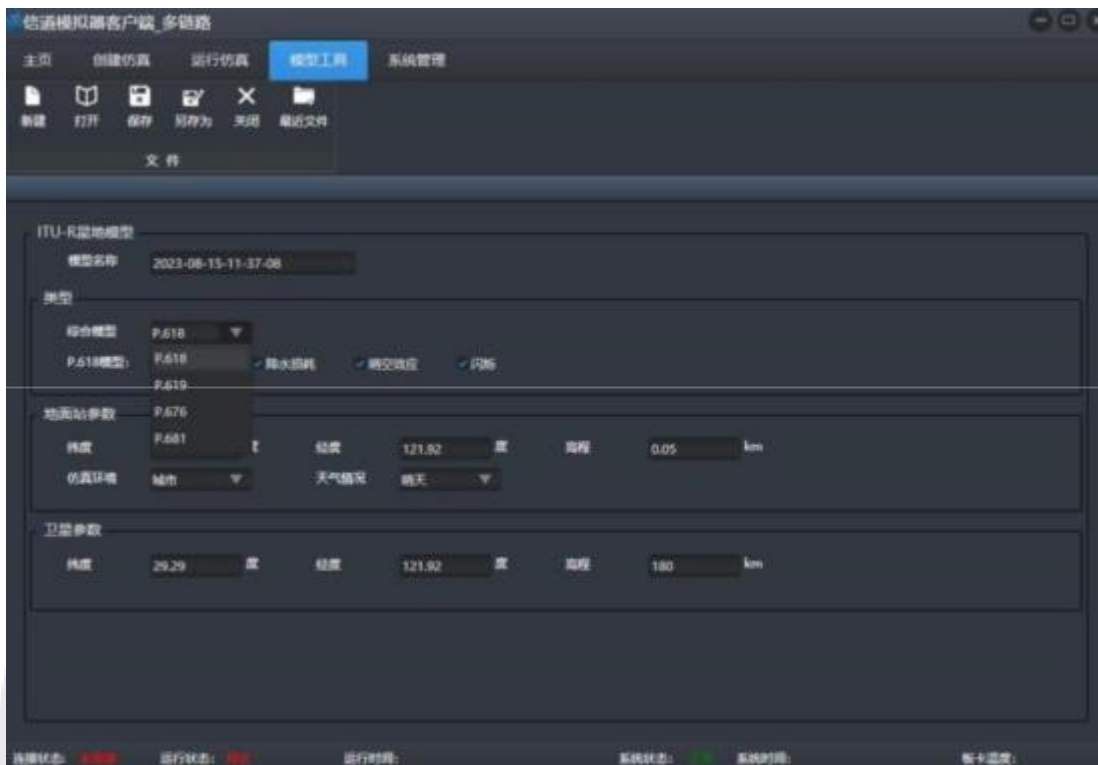 信道模拟器客户端_多链路
主页 创建仿真 运行仿真 模型工具 系统管理
新建 打开 保存 另存为 关闭 最近文件
文件
ITU-R星地模型
模型名称 2023-08-15-11-37-08
类型
综合模型 P.618
P.618模型: 降水损耗 晴空效应 闪烁
P.618
P.619
P.676
P.681
地面站参数
纬度 度 经度 121.92 度 高程 0.05 km
仿真环境 城市 天气情况 晴天
卫星参数
纬度 29.29 度 经度 121.92 度 高程 180 km
连接状态: 运行状态: 运行时间: 系统状态: 系统时间: 板卡温度: